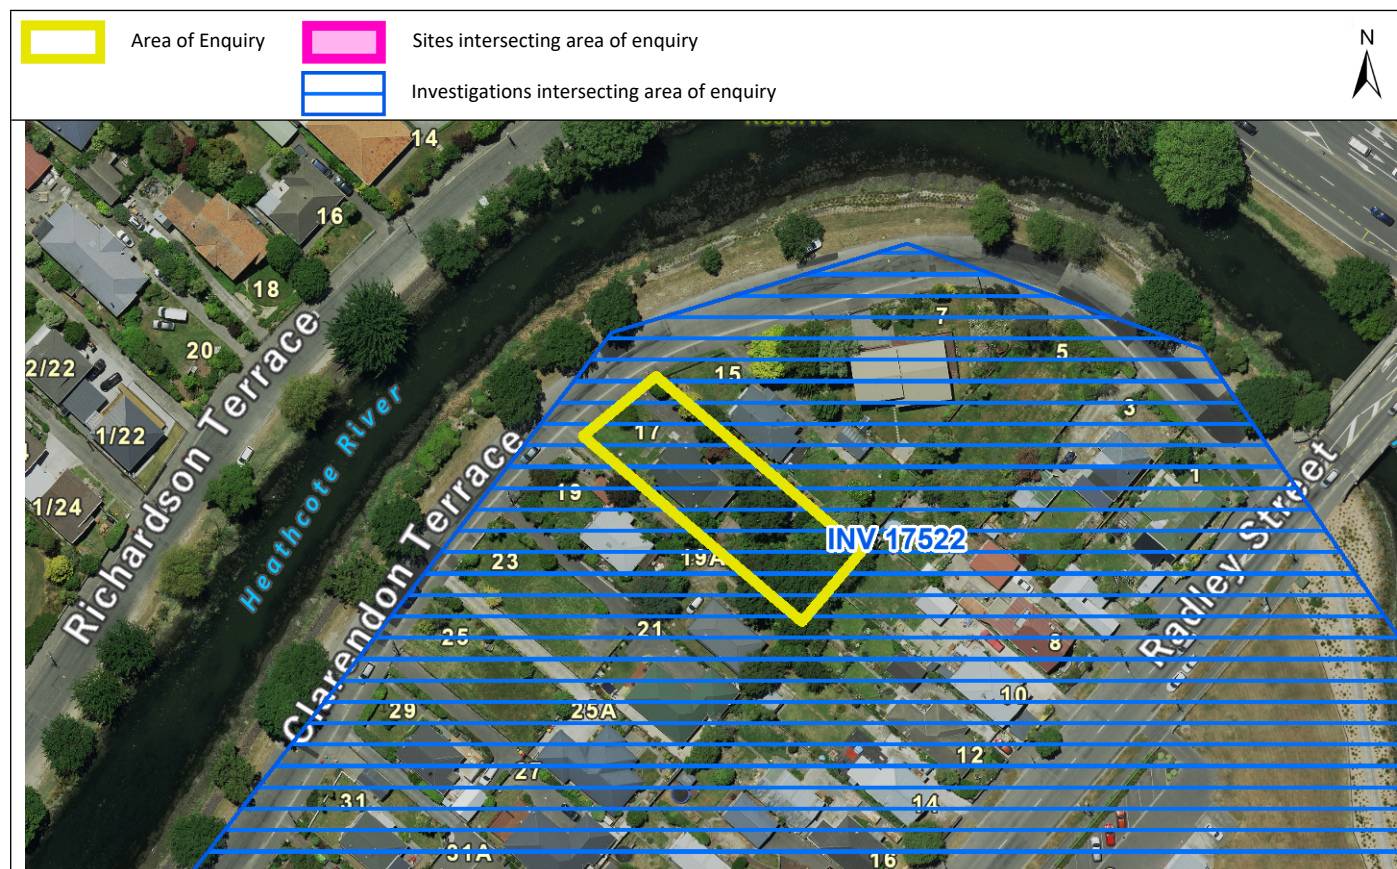 Area of Enquiry
Sites intersecting area of enquiry
N
Investigations intersecting area of enquiry
14
16
18
20
2/22
1/22
1/24
Richardson Terrace
Heathcote River
Clarendon Terrace
7
5
3
1
15
17
19
INV 17522
19A
23
21
25
8
Radley Street
10
29
25A
12
27
31
14
31A
16